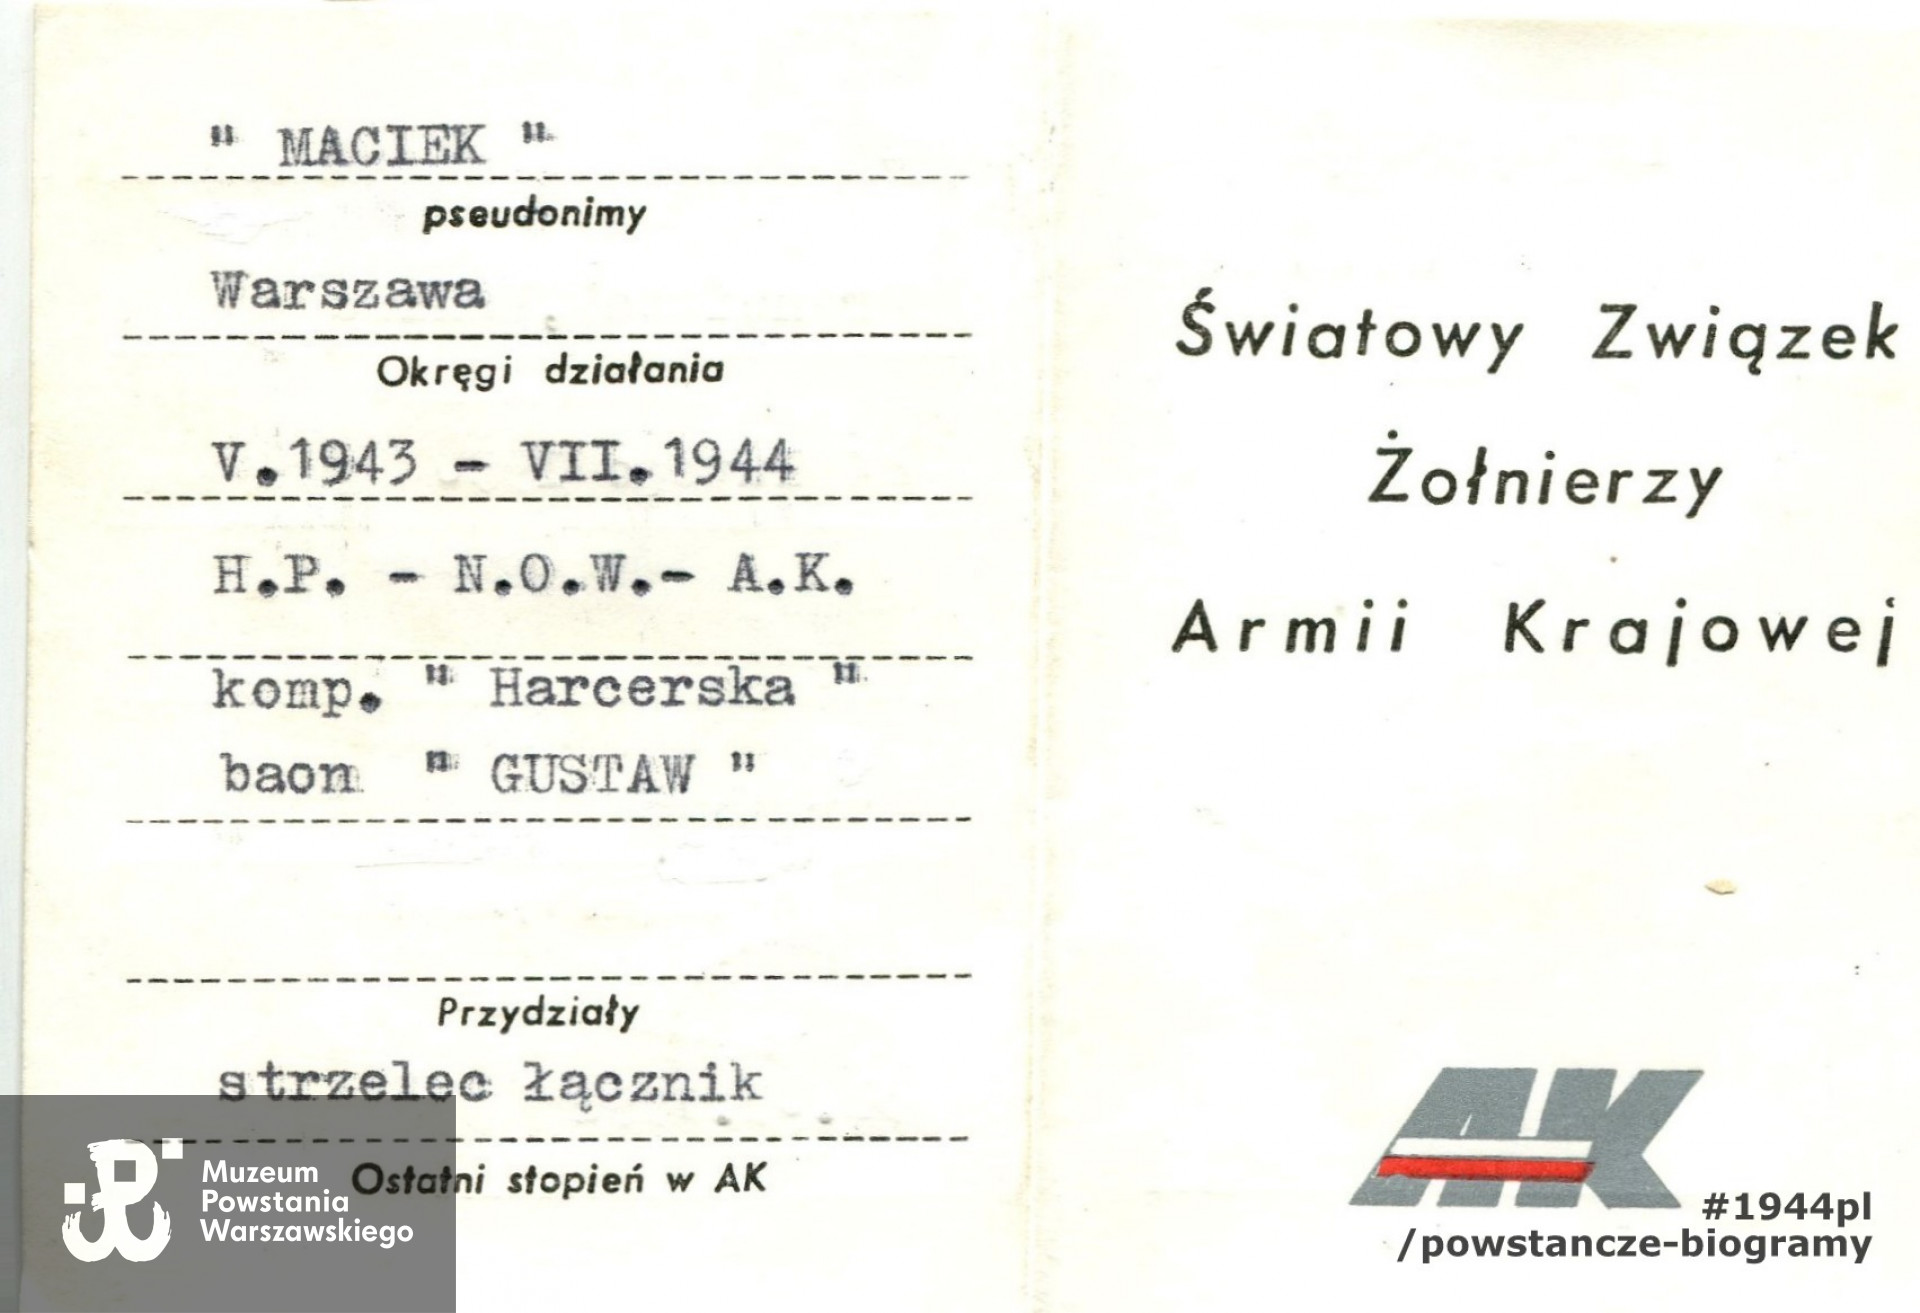 " MACIEK "
pseudonimy
Warszawa
Okręgi działania
V.1943 - VII.1944
H.P. - N.O.W.- A.K.
komp. " Harcerska "
baon " GUSTAW "
Przydziały
strzelec łącznik
Ostatni stopień w AK
Muzeum
Powstania
Warszawskiego
Światowy Związek
Żołnierzy
Armii Krajowej
AK
#1944pl
/powstancze-biogramy